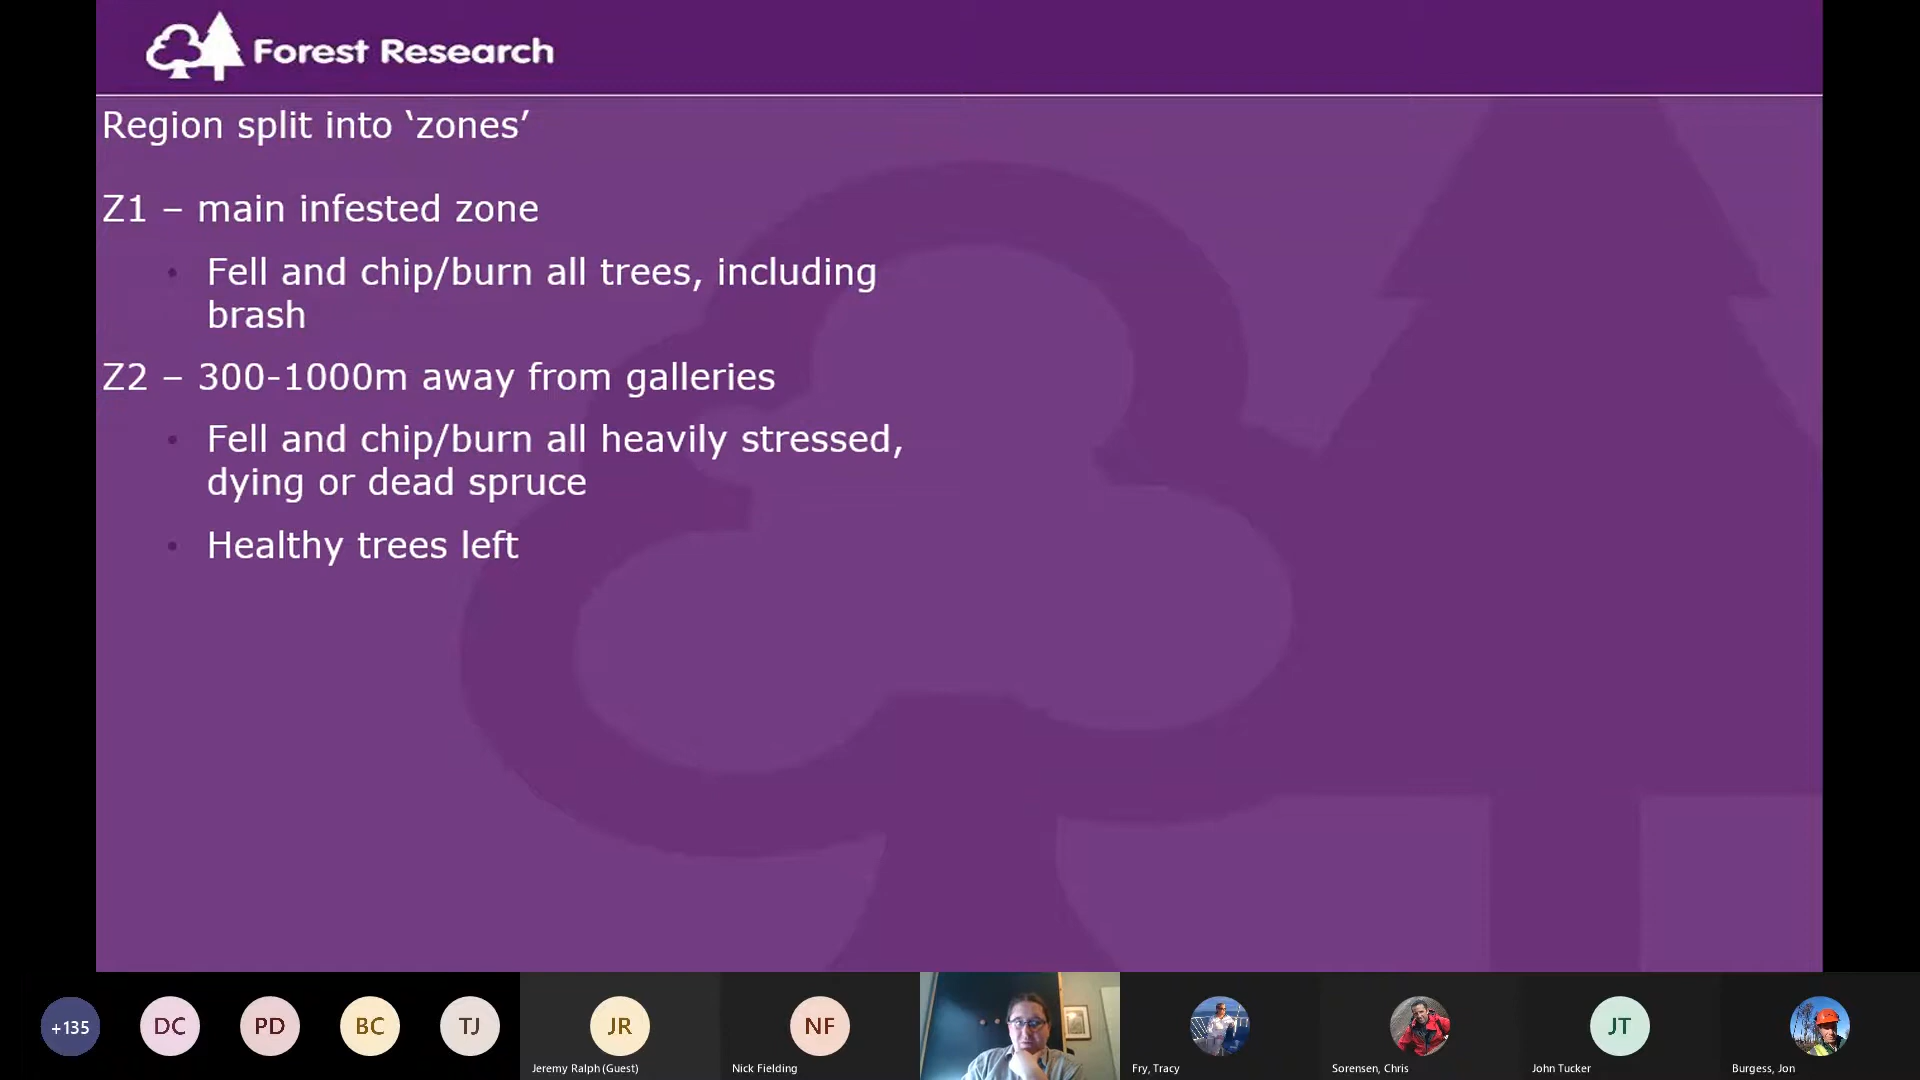 Forest Research
Region split into ‘zones’
Z1 – main infested zone
• Fell and chip/burn all trees, including
brash
Z2 – 300-1000m away from galleries
• Fell and chip/burn all heavily stressed,
dying or dead spruce
• Healthy trees left
+135
DC
PD
BC
TJ
JR
NF
JT
Jeremy Ralph (Guest)
Nick Fielding
Fry, Tracy
Sorensen, Chris
John Tucker
Burgess, Jon